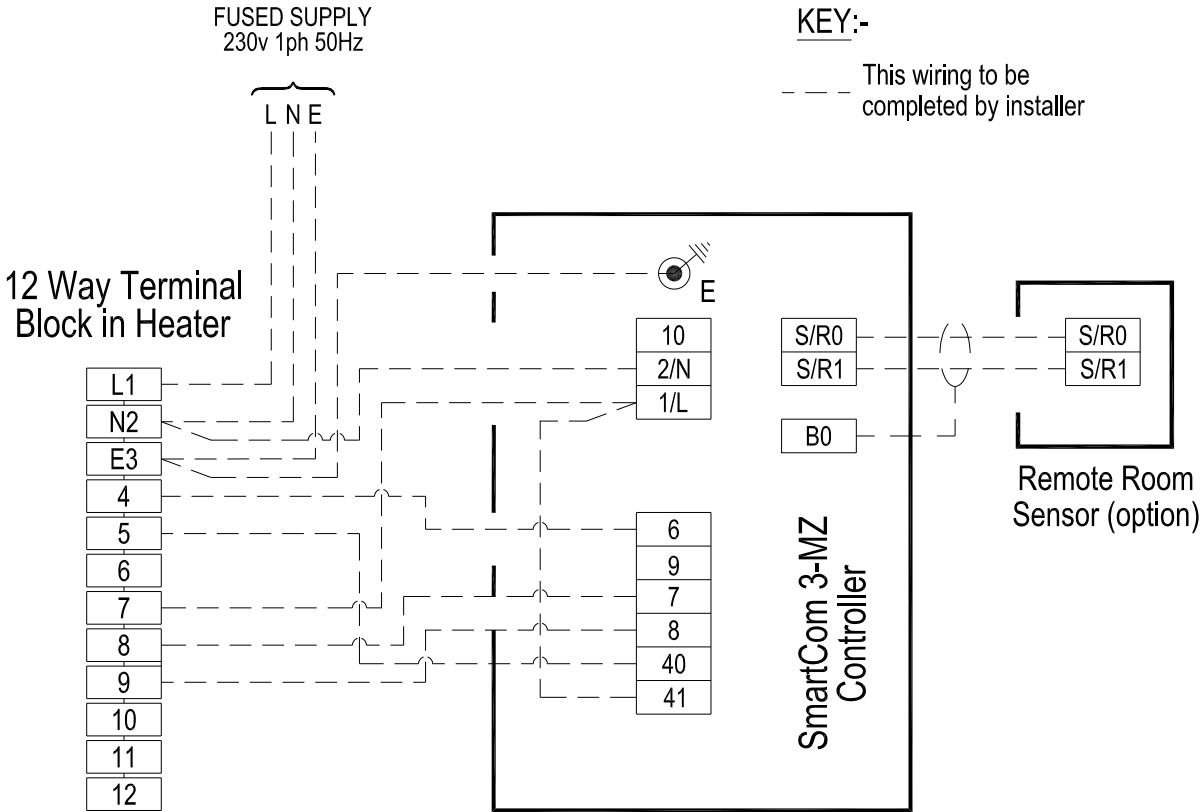 FUSED SUPPLY
230v 1ph 50Hz
L N E
KEY:-
This wiring to be
completed by installer
12 Way Terminal
Block in Heater
L1
N2
E3
4
5
6
7
8
9
10
11
12
E
10
2/N
1/L
6
9
7
8
40
41
S/R0
S/R1
B0
SmartCom 3-MZ
Controller
S/R0
S/R1
Remote Room
Sensor (option)